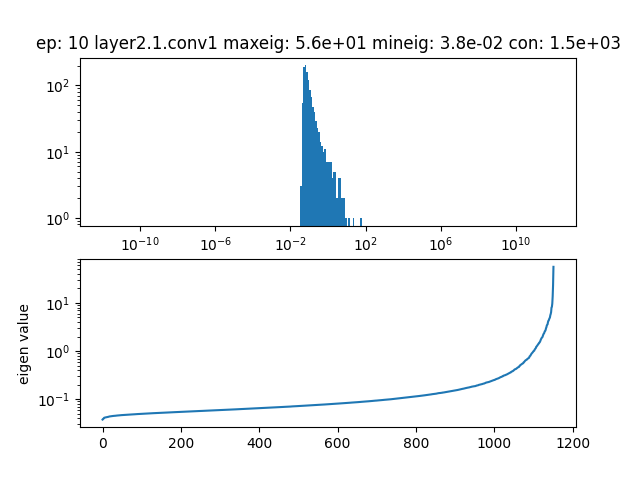 ep: 10 layer2.1.conv1 maxeig: 5.6e+01 mineig: 3.8e-02 con: 1.5e+03
10²
10¹
10⁰
10⁻¹⁰ 10⁻⁶ 10⁻² 10² 10⁶ 10¹⁰
eigen value
10¹
10⁰
10⁻¹
0 200 400 600 800 1000 1200